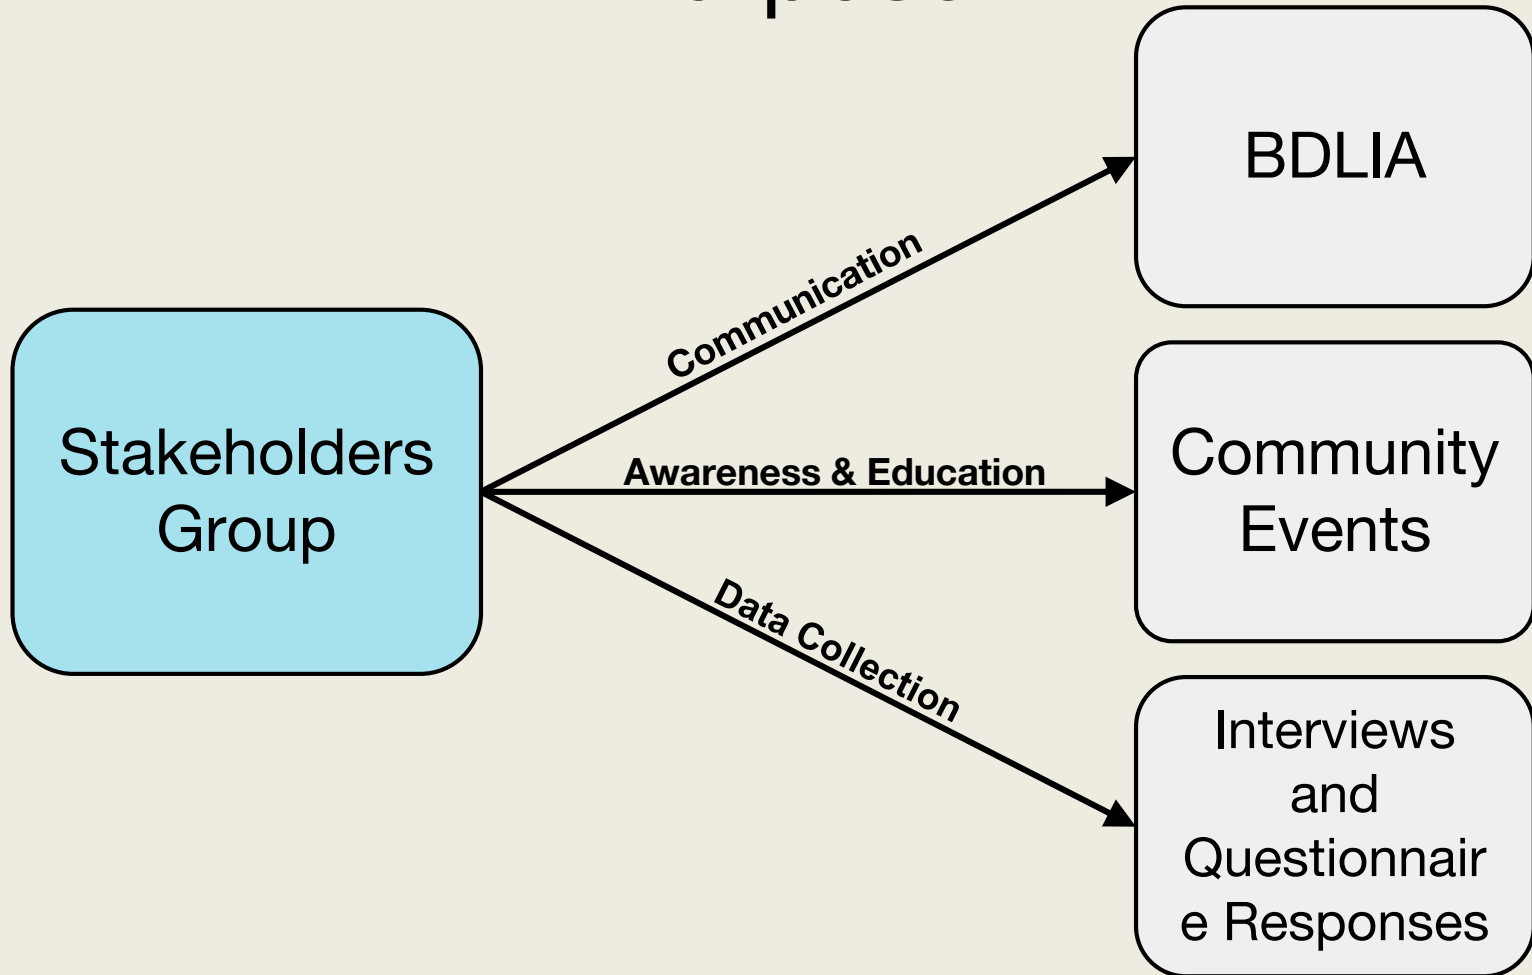 BDLIA
Communication
Stakeholders
Group
Awareness & Education
Community
Events
Data Collection
Interviews
and
Questionnair
e Responses